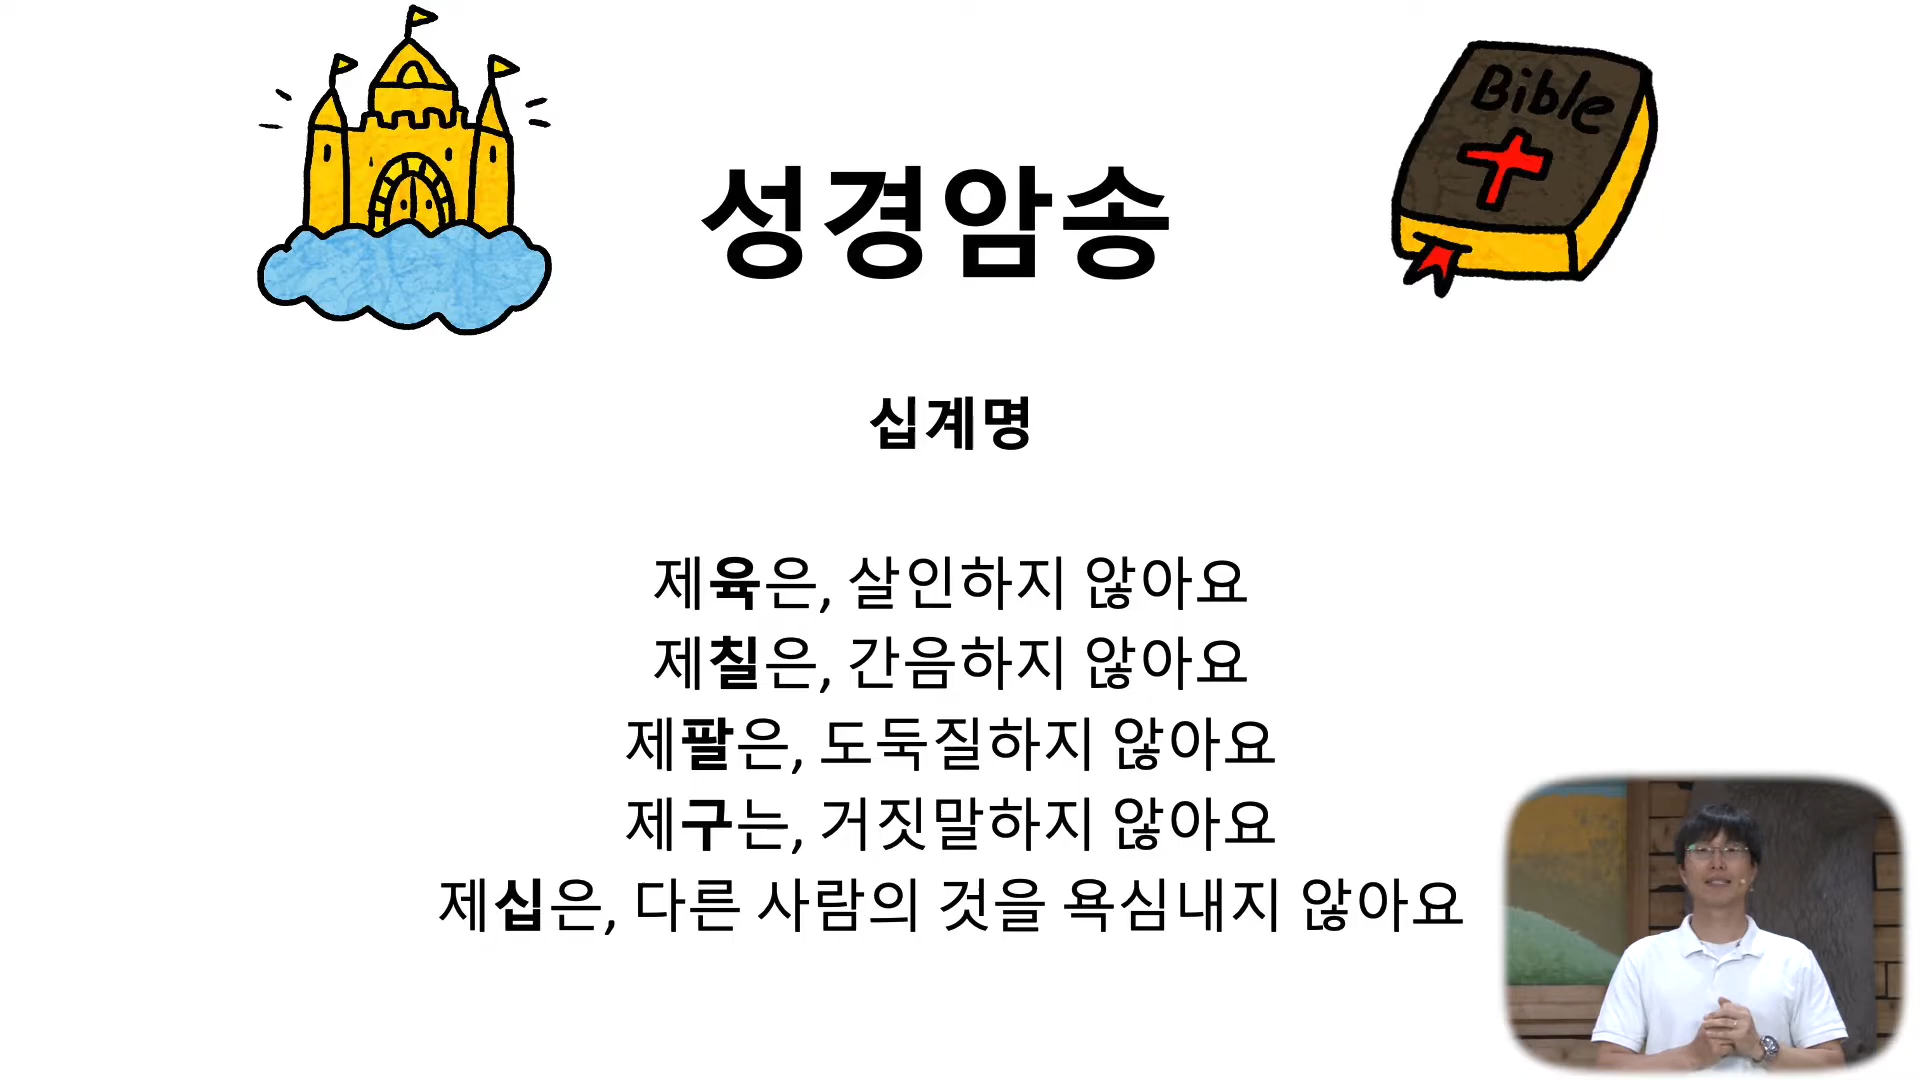 Bible
성경암송
십계명
제육은, 살인하지 않아요
제칠은, 간음하지 않아요
제팔은, 도둑질하지 않아요
제구는, 거짓말하지 않아요
제십은, 다른 사람의 것을 욕심내지 않아요